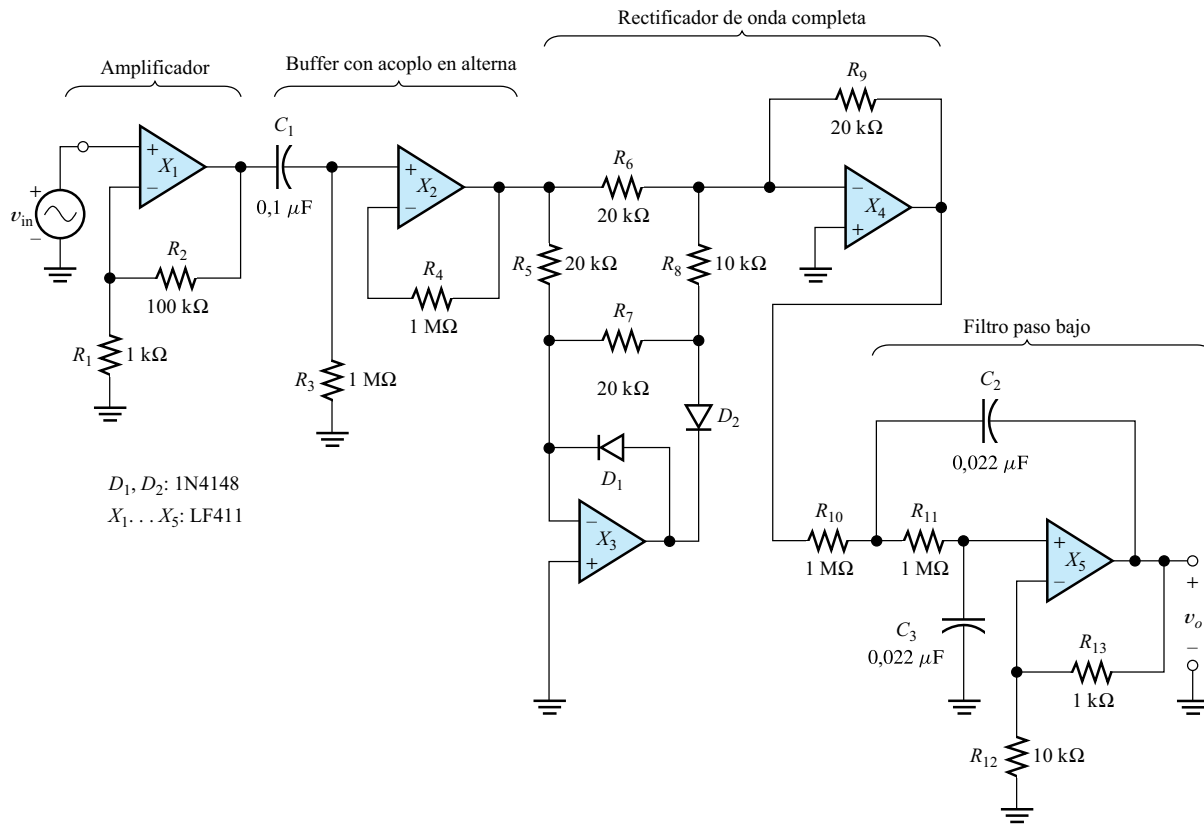 Rectificador de onda completa
Amplificador
Buffer con acoplo en alterna
R9
20 kΩ
C1
0,1 μF
+
X1
−
+
X2
−
R6
20 kΩ
−
X4
+
+
vin
−
R2
100 kΩ
R4
1 MΩ
R5
20 kΩ
R8
10 kΩ
R1
1 kΩ
R3
1 MΩ
R7
20 kΩ
Filtro paso bajo
C2
0,022 μF
D2
D1
D1, D2: 1N4148
X1. . . X5: LF411
−
X3
+
R10
1 MΩ
R11
1 MΩ
+
X5
−
+
vo
−
C3
0,022 μF
R13
1 kΩ
R12
10 kΩ